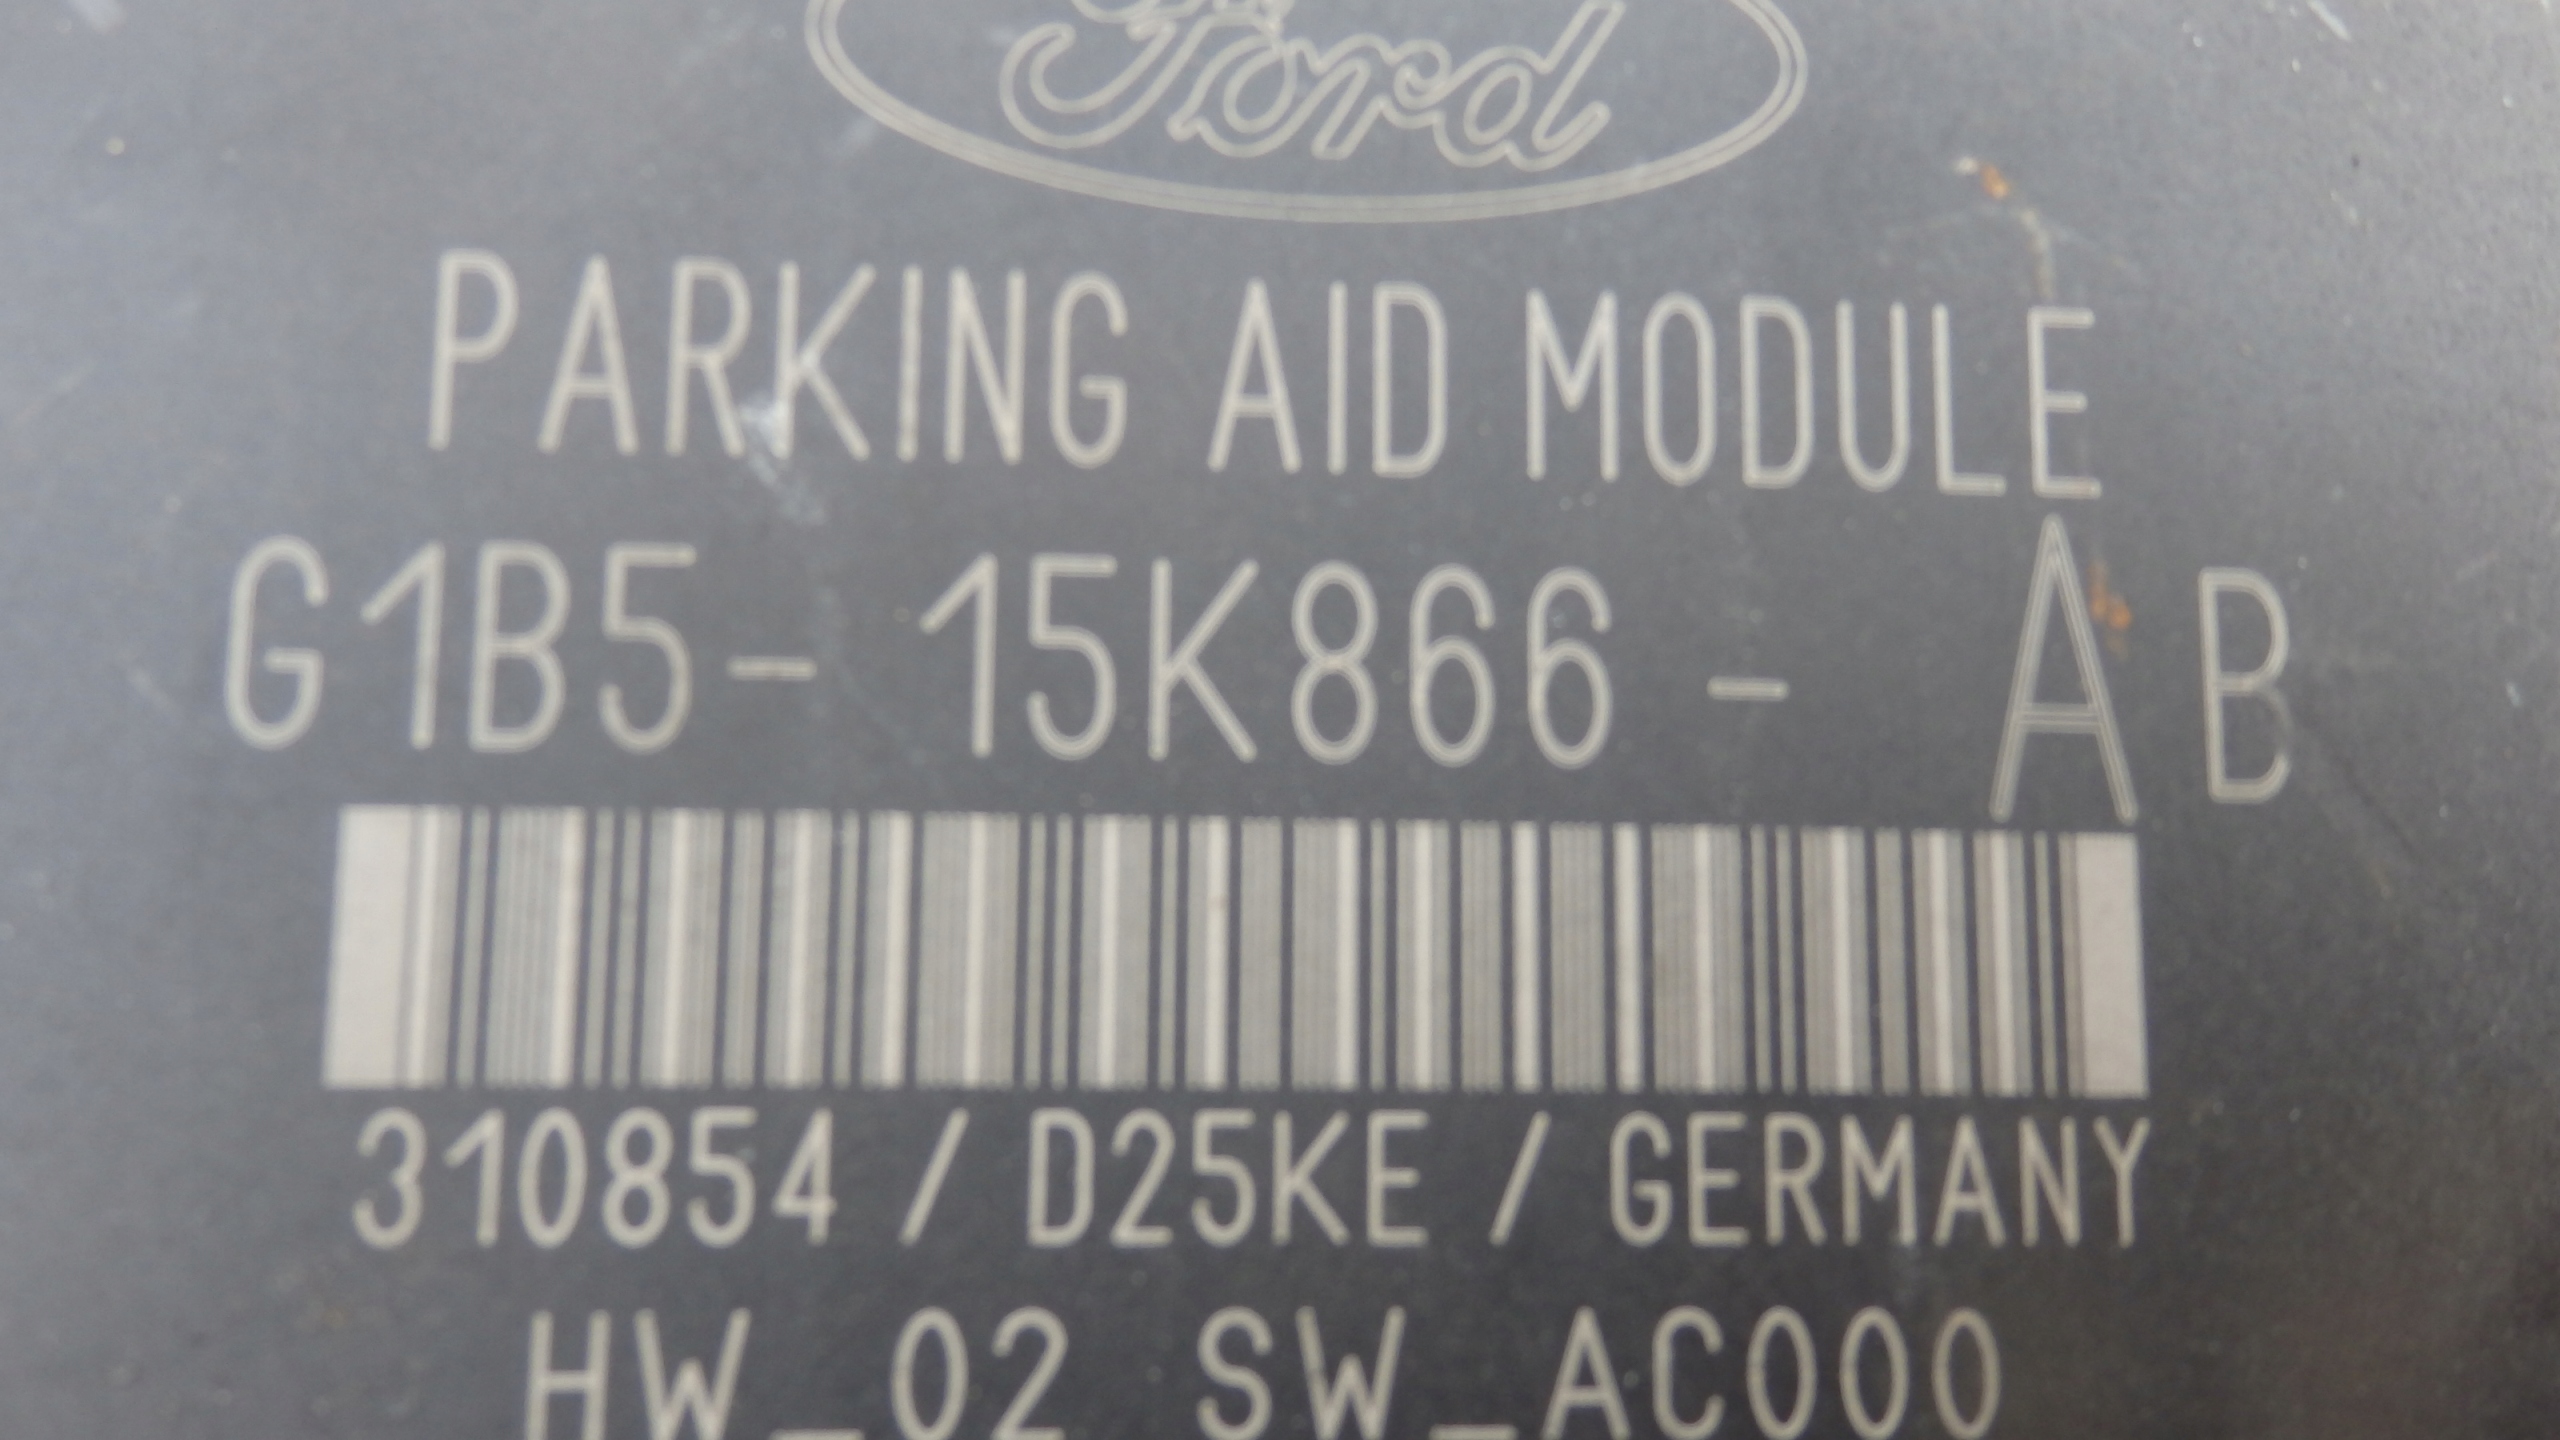 Ford
PARKING AID MODULE
G1B5- 15K866 - AB
310854 / D25KE / GERMANY
HW_02 SW_AC000